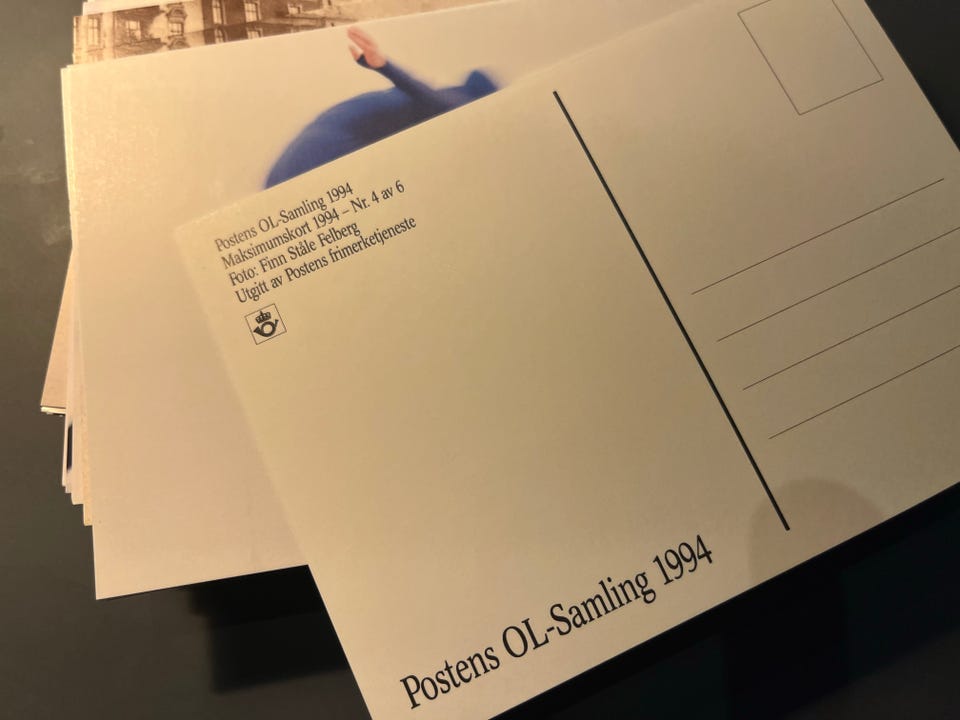 Postens OL-Samling 1994
Maksimumskort 1994 – Nr. 4 av 6
Foto: Finn Ståle Felberg
Utgitt av Postens frimerketjeneste
Postens OL-Samling 1994